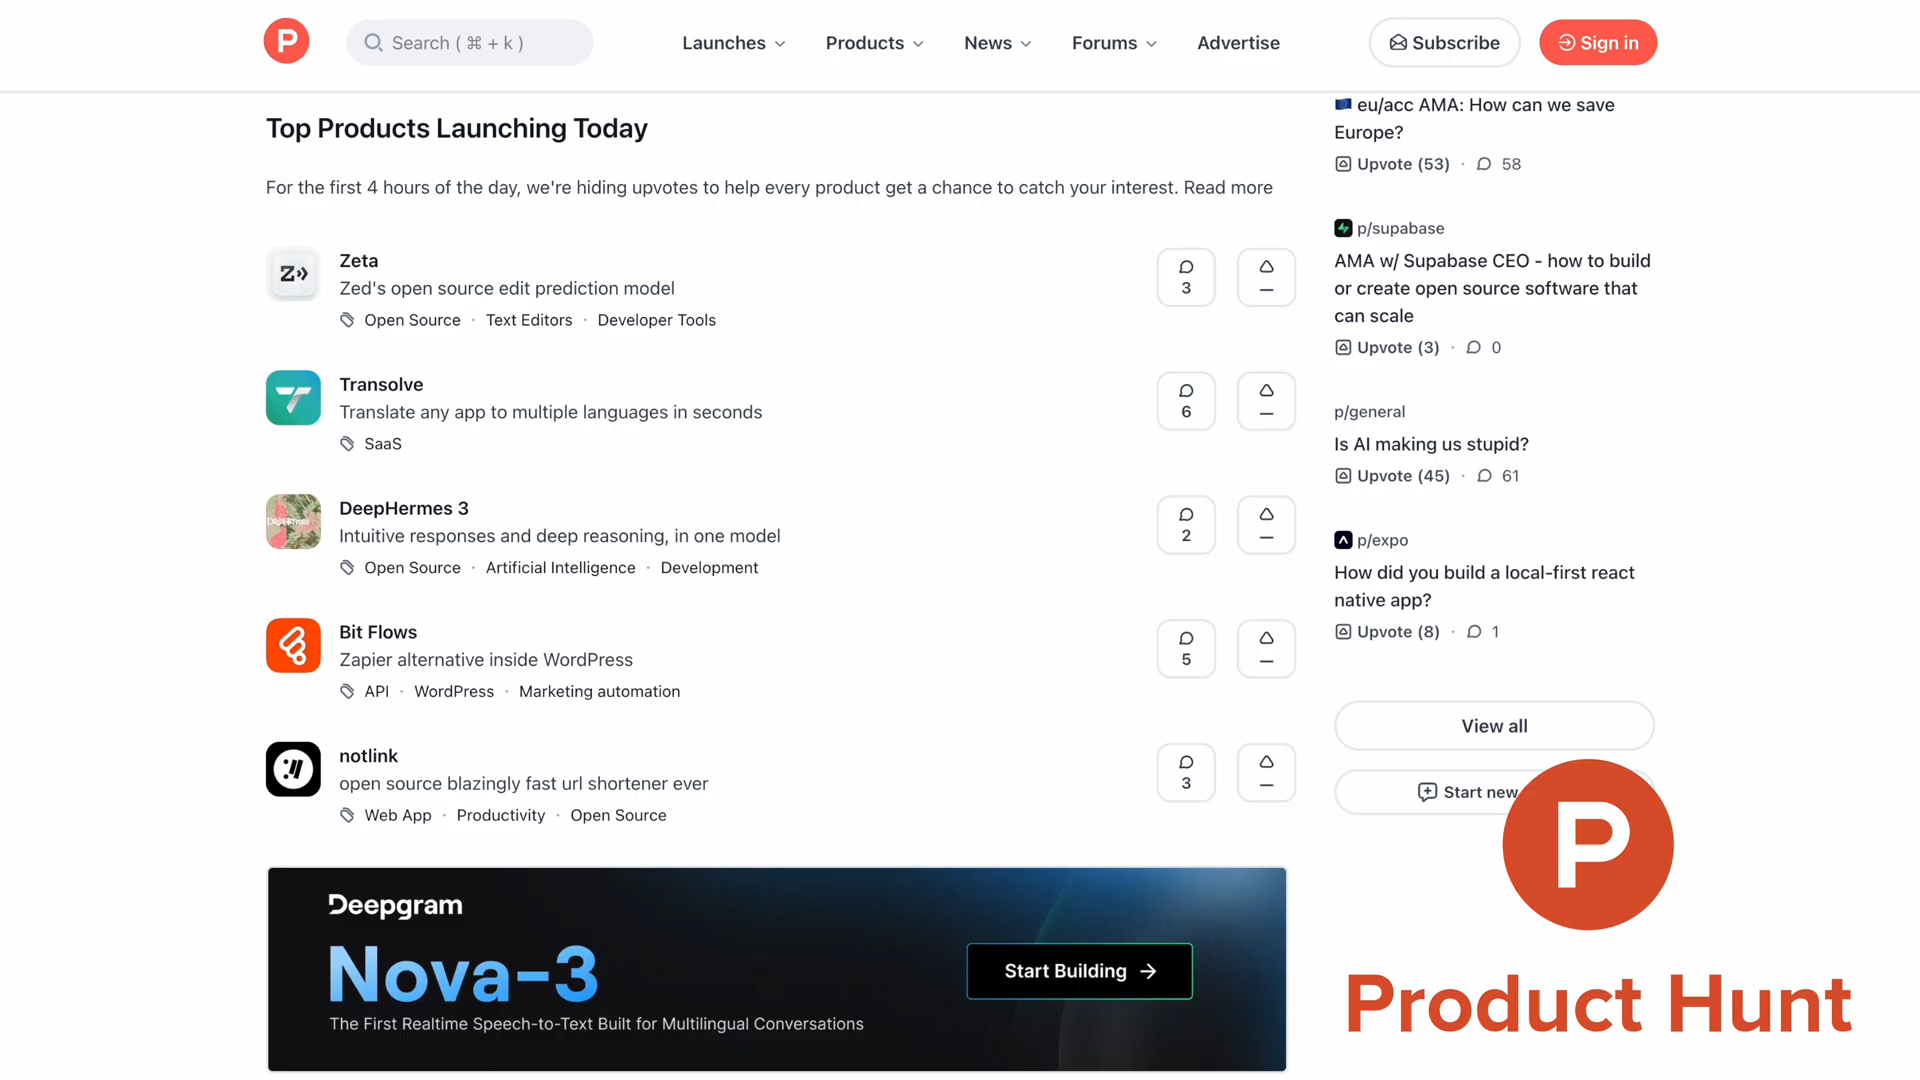 P
Search ( ⌘ + k )
Launches
Products
News
Forums
Advertise
Subscribe
Sign in
Top Products Launching Today
For the first 4 hours of the day, we're hiding upvotes to help every product get a chance to catch your interest. Read more
Zeta
Zed's open source edit prediction model
Open Source · Text Editors · Developer Tools
3
—
Transolve
Translate any app to multiple languages in seconds
SaaS
6
—
DeepHermes 3
Intuitive responses and deep reasoning, in one model
Open Source · Artificial Intelligence · Development
2
—
Bit Flows
Zapier alternative inside WordPress
API · WordPress · Marketing automation
5
—
notlink
open source blazingly fast url shortener ever
Web App · Productivity · Open Source
3
—
Deepgram
Nova-3
The First Realtime Speech-to-Text Built for Multilingual Conversations
Start Building →
eu/acc AMA: How can we save
Europe?
Upvote (53) · 58
p/supabase
AMA w/ Supabase CEO - how to build
or create open source software that
can scale
Upvote (3) · 0
p/general
Is AI making us stupid?
Upvote (45) · 61
p/expo
How did you build a local-first react
native app?
Upvote (8) · 1
View all
Start new
P
Product Hunt